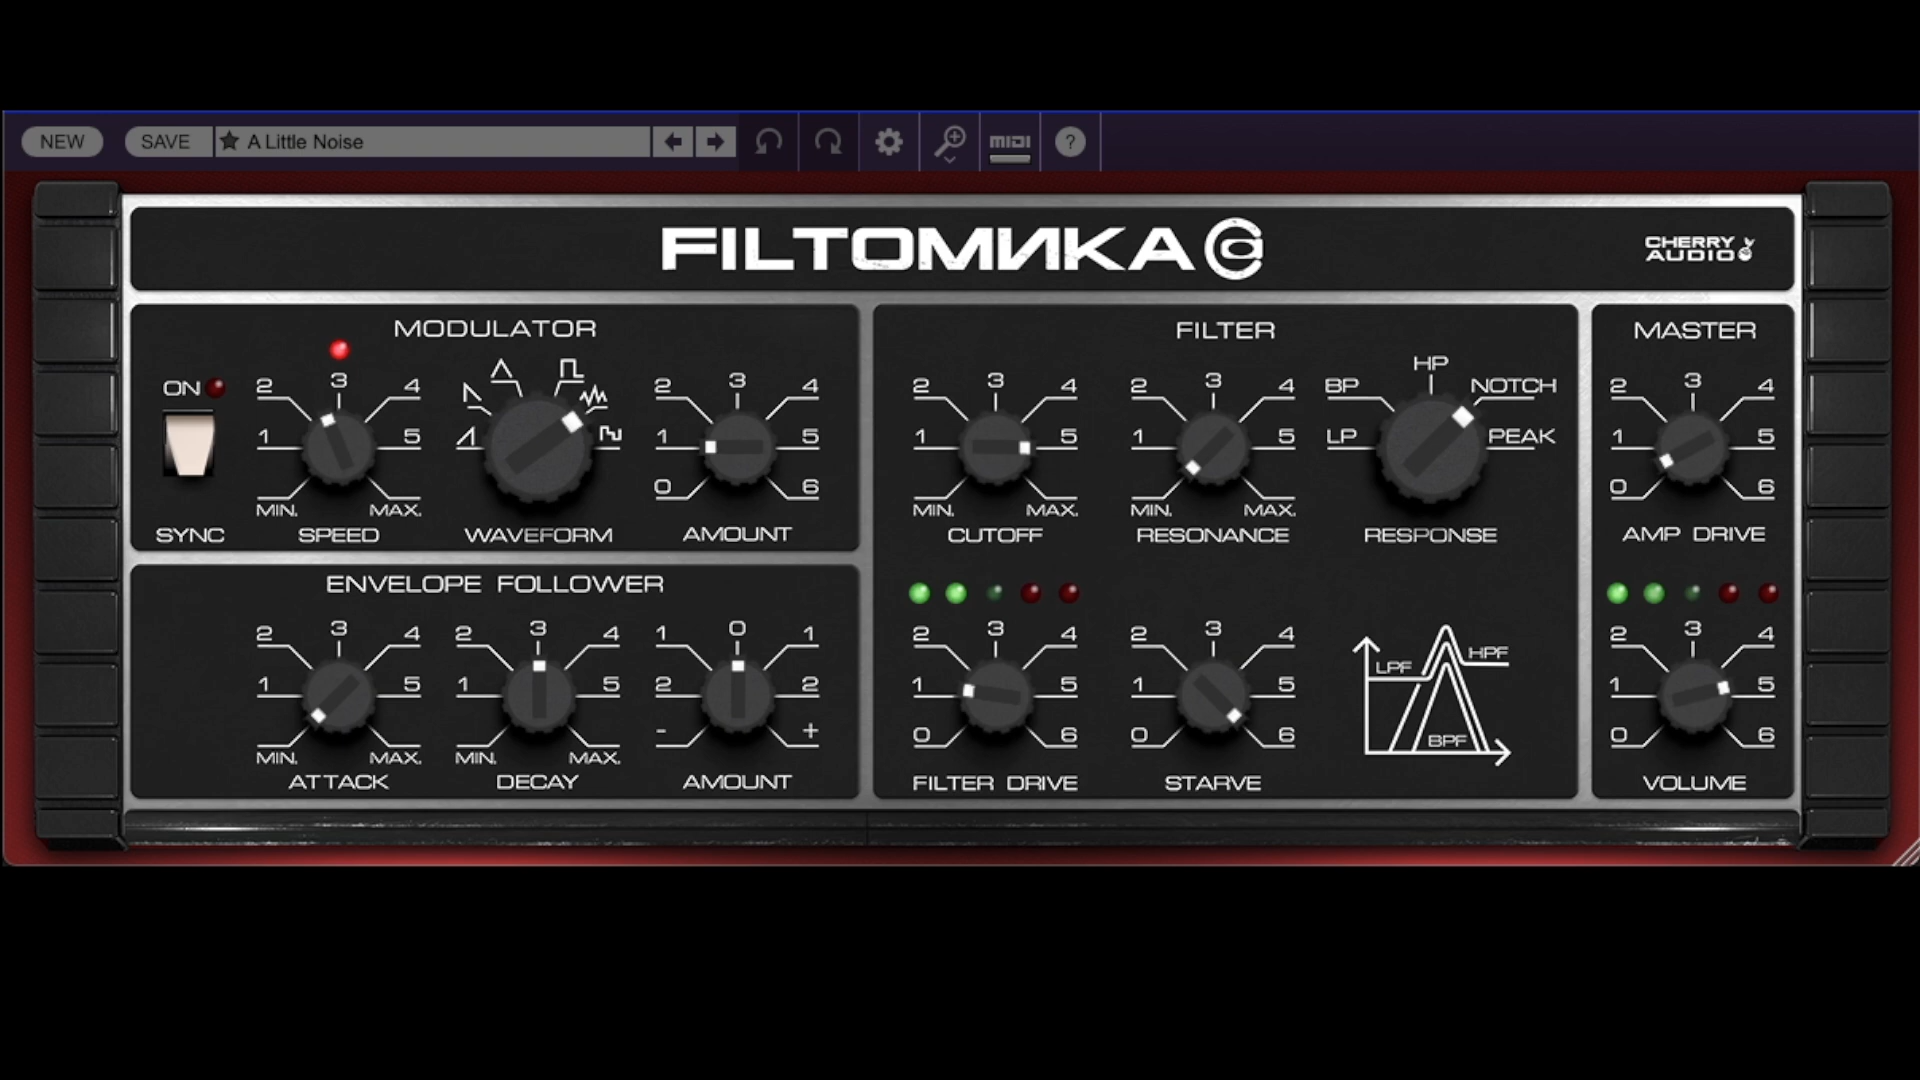 NEW
SAVE
A Little Noise
MIDI
?
FILTOMИKA
CHERRY
AUDIO
MODULATOR
FILTER
MASTER
ON
2 3 4
1 5
MIN. MAX.
SYNC
SPEED
WAVEFORM
2 3 4
1 5
0 6
AMOUNT
2 3 4
1 5
MIN. MAX.
CUTOFF
2 3 4
1 5
MIN. MAX.
RESONANCE
HP
BP NOTCH
LP PEAK
RESPONSE
2 3 4
1 5
0 6
AMP DRIVE
ENVELOPE FOLLOWER
2 3 4
1 5
MIN. MAX.
ATTACK
2 3 4
1 5
MIN. MAX.
DECAY
1 0 1
2 2
- +
AMOUNT
2 3 4
1 5
0 6
FILTER DRIVE
2 3 4
1 5
0 6
STARVE
LPF HPF
BPF
2 3 4
1 5
0 6
VOLUME